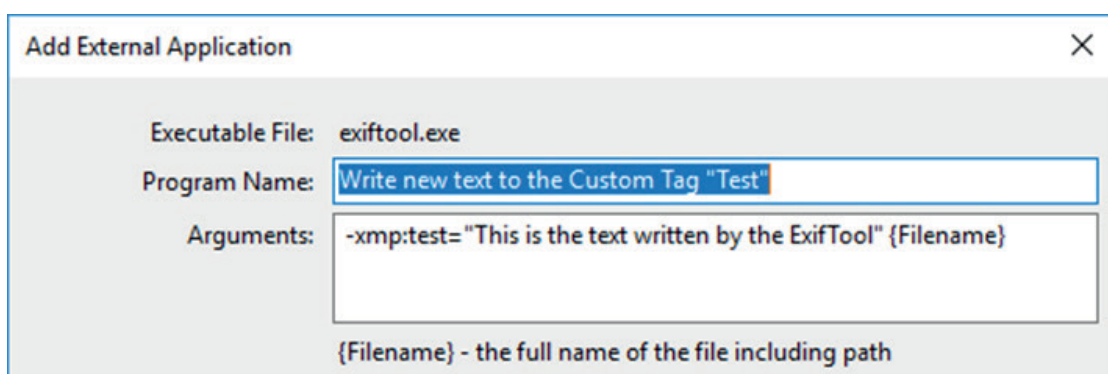 Add External Application
Executable File: exiftool.exe
Program Name: Write new text to the Custom Tag "Test"
Arguments: -xmp:test="This is the text written by the ExifTool" {Filename}
{Filename} - the full name of the file including path